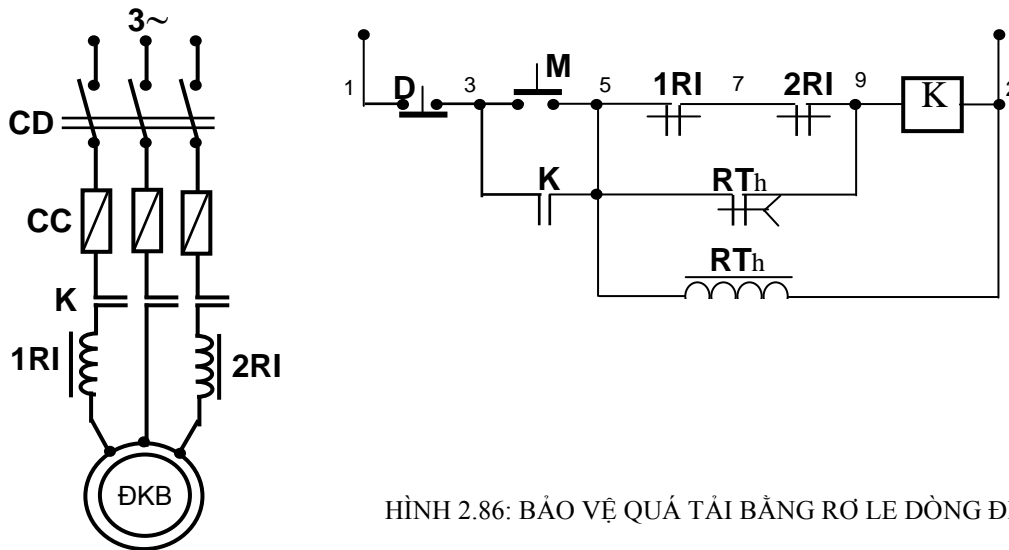 3~
CD
CC
K
1RI
2RI
ĐKB
1
D
3
M
5
1RI
7
2RI
9
K
2
K
RTh
RTh
HÌNH 2.86: BẢO VỆ QUÁ TẢI BẰNG RƠ LE DÒNG